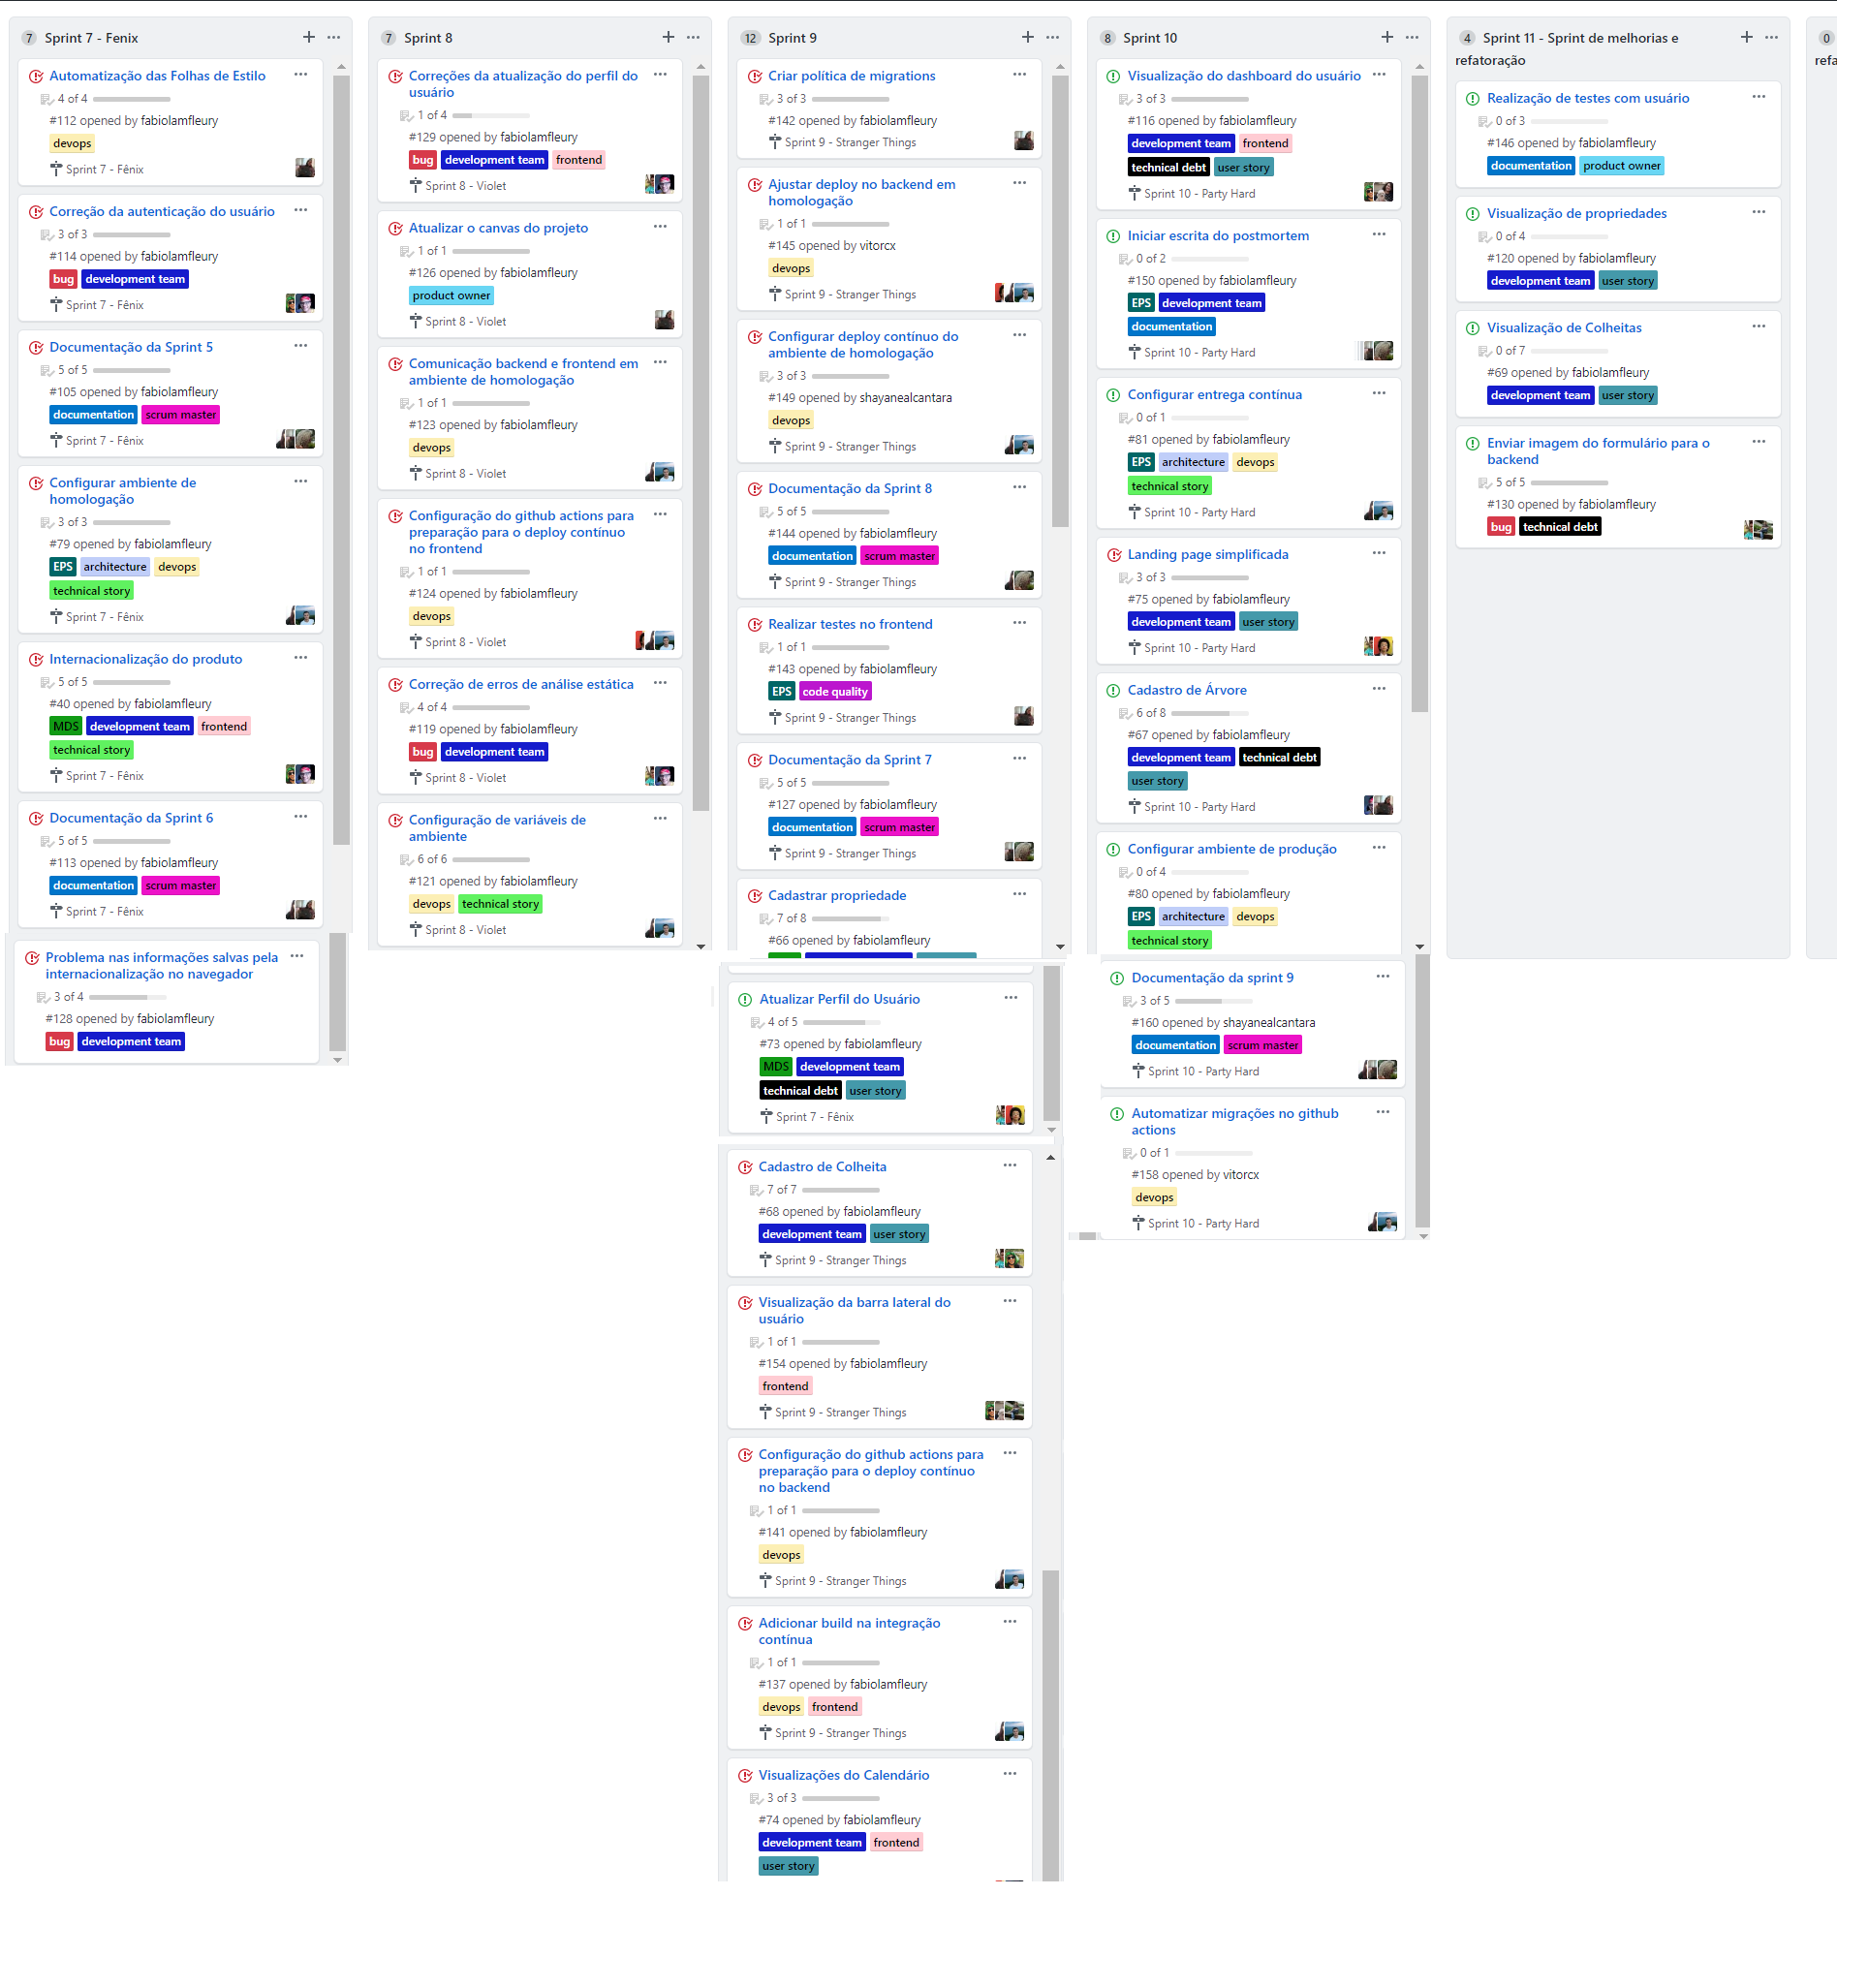 7 Sprint 7 - Fenix
Automatização das Folhas de Estilo
4 of 4
#112 opened by fabiolamfleury
devops
Sprint 7 - Fênix
Correção da autenticação do usuário
3 of 3
#114 opened by fabiolamfleury
bug development team
Sprint 7 - Fênix
Documentação da Sprint 5
5 of 5
#105 opened by fabiolamfleury
documentation scrum master
Sprint 7 - Fênix
Configurar ambiente de
homologação
3 of 3
#79 opened by fabiolamfleury
EPS architecture devops
technical story
Sprint 7 - Fênix
Internacionalização do produto
5 of 5
#40 opened by fabiolamfleury
MDS development team frontend
technical story
Sprint 7 - Fênix
Documentação da Sprint 6
5 of 5
#113 opened by fabiolamfleury
documentation scrum master
Sprint 7 - Fênix
Problema nas informações salvas pela
internacionalização no navegador
3 of 4
#128 opened by fabiolamfleury
bug development team
7 Sprint 8
Correções da atualização do perfil do
usuário
1 of 4
#129 opened by fabiolamfleury
bug development team frontend
Sprint 8 - Violet
Atualizar o canvas do projeto
1 of 1
#126 opened by fabiolamfleury
product owner
Sprint 8 - Violet
Comunicação backend e frontend em
ambiente de homologação
1 of 1
#123 opened by fabiolamfleury
devops
Sprint 8 - Violet
Configuração do github actions para
preparação para o deploy contínuo
no frontend
1 of 1
#124 opened by fabiolamfleury
devops
Sprint 8 - Violet
Correção de erros de análise estática
4 of 4
#119 opened by fabiolamfleury
bug development team
Sprint 8 - Violet
Configuração de variáveis de
ambiente
6 of 6
#121 opened by fabiolamfleury
devops technical story
Sprint 8 - Violet
12 Sprint 9
Criar política de migrations
3 of 3
#142 opened by fabiolamfleury
Sprint 9 - Stranger Things
Ajustar deploy no backend em
homologação
1 of 1
#145 opened by vitorcx
devops
Sprint 9 - Stranger Things
Configurar deploy contínuo do
ambiente de homologação
3 of 3
#149 opened by shayanealcantara
devops
Sprint 9 - Stranger Things
Documentação da Sprint 8
5 of 5
#144 opened by fabiolamfleury
documentation scrum master
Sprint 9 - Stranger Things
Realizar testes no frontend
1 of 1
#143 opened by fabiolamfleury
EPS code quality
Sprint 9 - Stranger Things
Documentação da Sprint 7
5 of 5
#127 opened by fabiolamfleury
documentation scrum master
Sprint 9 - Stranger Things
Cadastrar propriedade
7 of 8
#66 opened by fabiolamfleury
Atualizar Perfil do Usuário
4 of 5
#73 opened by fabiolamfleury
MDS development team
technical debt user story
Sprint 7 - Fênix
Cadastro de Colheita
7 of 7
#68 opened by fabiolamfleury
development team user story
Sprint 9 - Stranger Things
Visualização da barra lateral do
usuário
1 of 1
#154 opened by fabiolamfleury
frontend
Sprint 9 - Stranger Things
Configuração do github actions para
preparação para o deploy contínuo
no backend
1 of 1
#141 opened by fabiolamfleury
devops
Sprint 9 - Stranger Things
Adicionar build na integração
contínua
1 of 1
#137 opened by fabiolamfleury
devops frontend
Sprint 9 - Stranger Things
Visualizações do Calendário
3 of 3
#74 opened by fabiolamfleury
development team frontend
user story
8 Sprint 10
Visualização do dashboard do usuário
3 of 3
#116 opened by fabiolamfleury
development team frontend
technical debt user story
Sprint 10 - Party Hard
Iniciar escrita do postmortem
0 of 2
#150 opened by fabiolamfleury
EPS development team
documentation
Sprint 10 - Party Hard
Configurar entrega contínua
0 of 1
#81 opened by fabiolamfleury
EPS architecture devops
technical story
Sprint 10 - Party Hard
Landing page simplificada
3 of 3
#75 opened by fabiolamfleury
development team user story
Sprint 10 - Party Hard
Cadastro de Árvore
6 of 8
#67 opened by fabiolamfleury
development team technical debt
user story
Sprint 10 - Party Hard
Configurar ambiente de produção
0 of 4
#80 opened by fabiolamfleury
EPS architecture devops
technical story
Documentação da sprint 9
3 of 5
#160 opened by shayanealcantara
documentation scrum master
Sprint 10 - Party Hard
Automatizar migrações no github
actions
0 of 1
#158 opened by vitorcx
devops
Sprint 10 - Party Hard
4 Sprint 11 - Sprint de melhorias e
refatoração
Realização de testes com usuário
0 of 3
#146 opened by fabiolamfleury
documentation product owner
Visualização de propriedades
0 of 4
#120 opened by fabiolamfleury
development team user story
Visualização de Colheitas
0 of 7
#69 opened by fabiolamfleury
development team user story
Enviar imagem do formulário para o
backend
5 of 5
#130 opened by fabiolamfleury
bug technical debt
0
refa